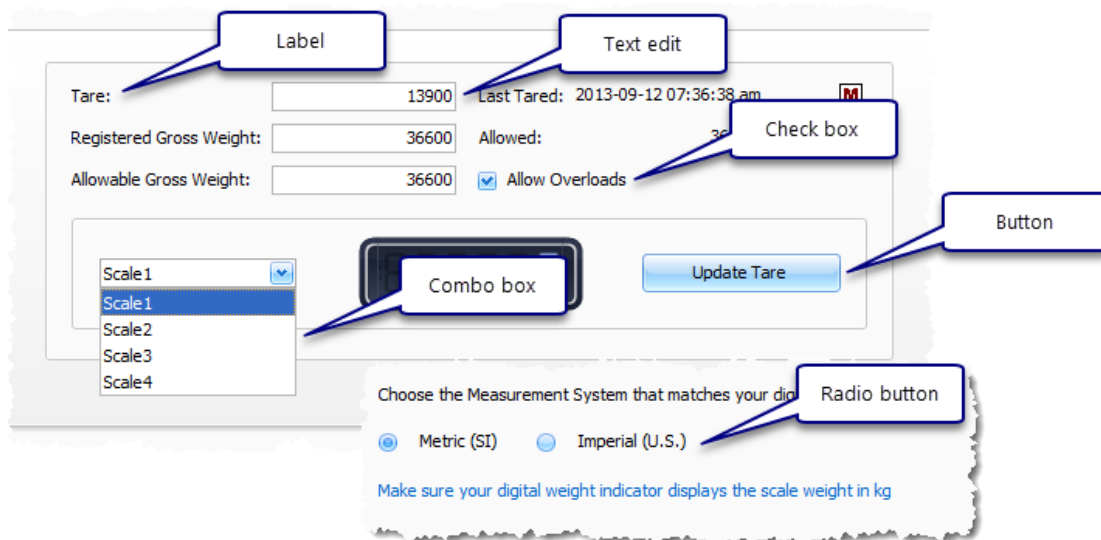 Label
Text edit
Tare: 13900 Last Tared: 2013-09-12 07:36:38 am M
Check box
Registered Gross Weight: 36600 Allowed:
Allowable Gross Weight: 36600 Allow Overloads
Button
Scale1
Combo box
Update Tare
Scale1
Scale2
Scale3
Scale4
Choose the Measurement System that matches your
Radio button
Metric (SI) Imperial (U.S.)
Make sure your digital weight indicator displays the scale weight in kg